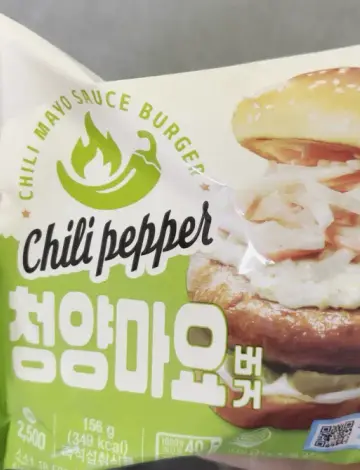 CHILI MAYO SAUCE BURGER
Chili pepper
청양마요
버거
2,500
156 g
(349 kcal)